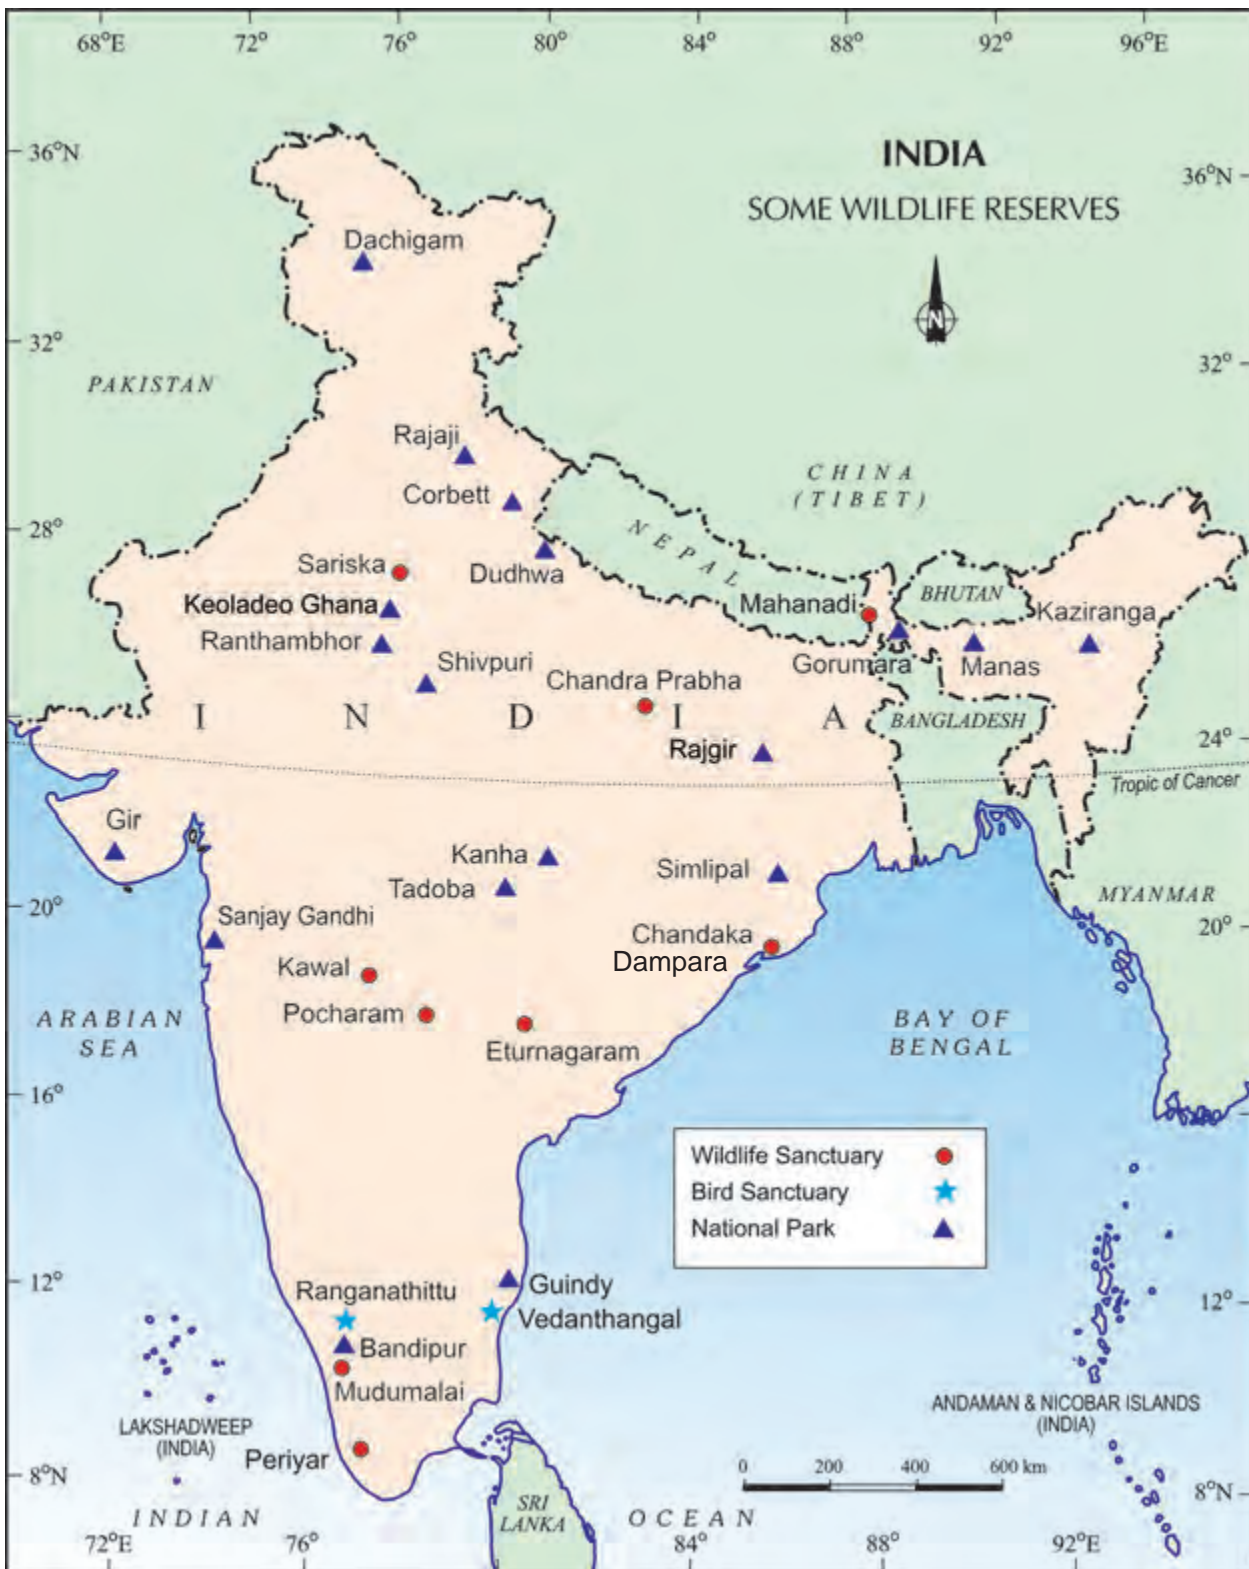 68°E 72° 76° 80° 84° 88° 92° 96°E
36°N
INDIA
36°N
SOME WILDLIFE RESERVES
Dachigam
N
32°
32°
PAKISTAN
Rajaji
CHINA
(TIBET)
Corbett
28°
NEPAL
Sariska
Dudhwa
Mahanadi
BHUTAN
Kaziranga
Keoladeo Ghana
Ranthambhor
Shivpuri
Gorumara
Manas
Chandra Prabha
INDIA
BANGLADESH
Rajgir
24°
Tropic of Cancer
Gir
Kanha
Simlipal
Tadoba
MYANMAR
20°
Sanjay Gandhi
20°
Chandaka
Dampara
Kawal
Pocharam
ARABIAN
SEA
BAY OF
BENGAL
Eturnagaram
16°
Wildlife Sanctuary
Bird Sanctuary
National Park
12°
Ranganathittu
Guindy
Vedanthangal
12°
Bandipur
Mudumalai
LAKSHADWEEP
(INDIA)
ANDAMAN & NICOBAR ISLANDS
(INDIA)
Periyar
8°N
0 200 400 600 km
8°N
SRI
LANKA
INDIAN OCEAN
72°E 76° 84° 88° 92°E